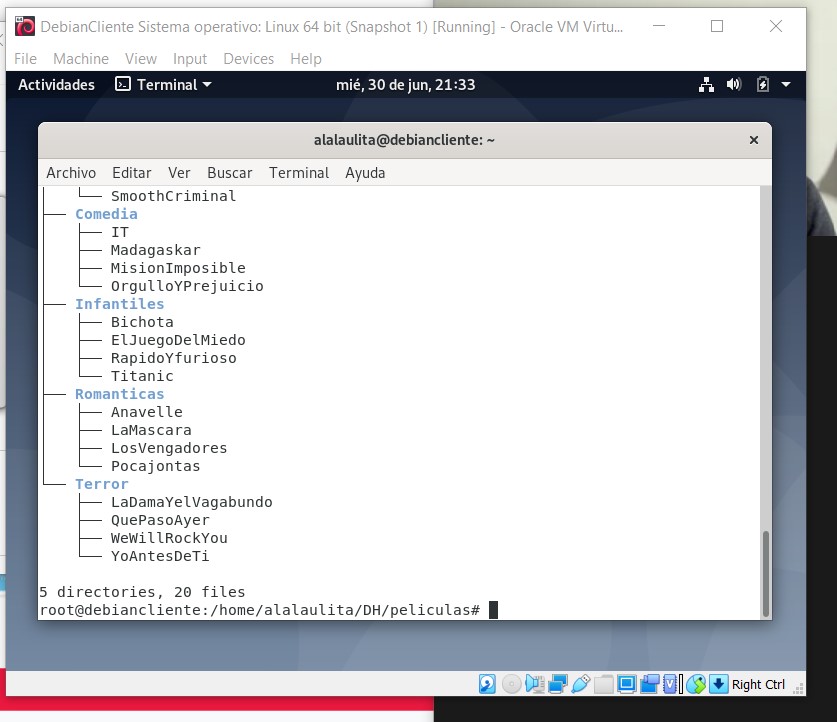 DebianCliente Sistema operativo: Linux 64 bit (Snapshot 1) [Running] - Oracle VM Virtu...
File Machine View Input Devices Help
Actividades Terminal mié, 30 de jun, 21:33
alalaulita@debiancliente: ~
Archivo Editar Ver Buscar Terminal Ayuda
│   └── SmoothCriminal
├── Comedia
│   ├── IT
│   ├── Madagaskar
│   ├── MisionImposible
│   └── OrgulloYPrejuicio
├── Infantiles
│   ├── Bichota
│   ├── ElJuegoDelMiedo
│   ├── RapidoYfurioso
│   └── Titanic
├── Romanticas
│   ├── Anavelle
│   ├── LaMascara
│   ├── LosVengadores
│   └── Pocajontas
└── Terror
    ├── LaDamaYelVagabundo
    ├── QuePasoAyer
    ├── WeWillRockYou
    └── YoAntesDeTi
5 directories, 20 files
root@debiancliente:/home/alalaulita/DH/peliculas#
Right Ctrl